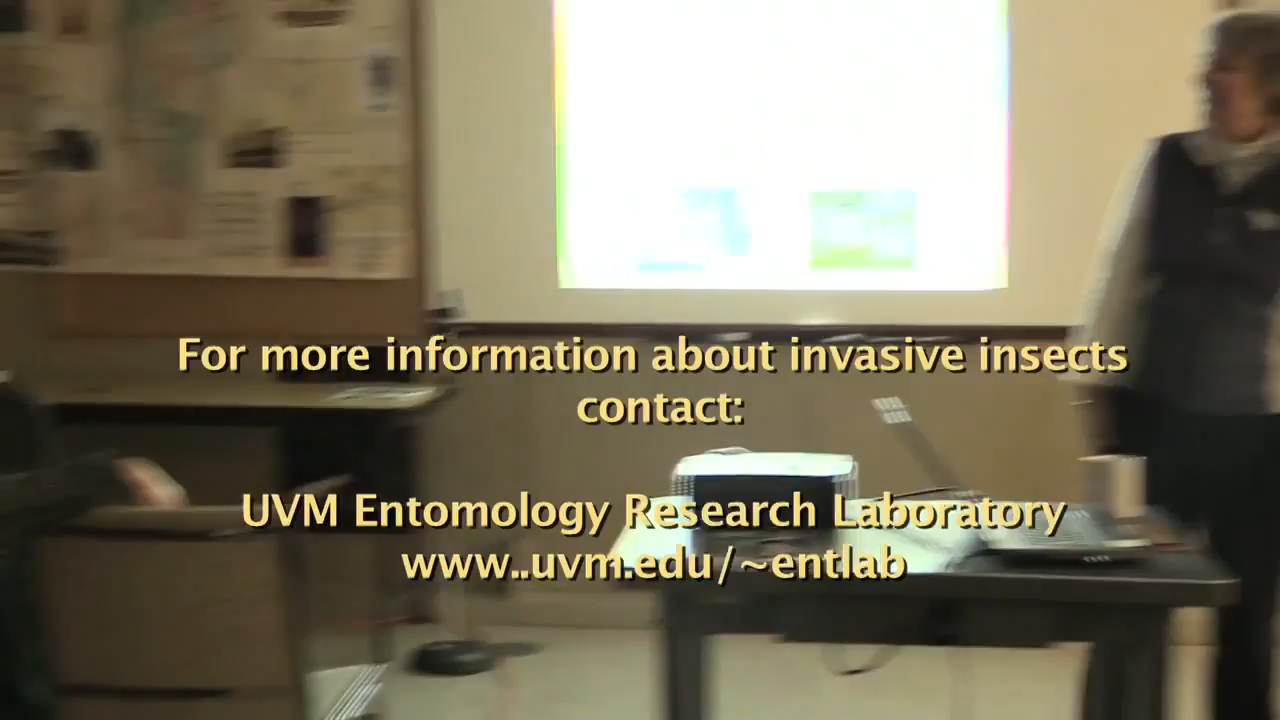 For more information about invasive insects
contact:
UVM Entomology Research Laboratory
www..uvm.edu/~entlab